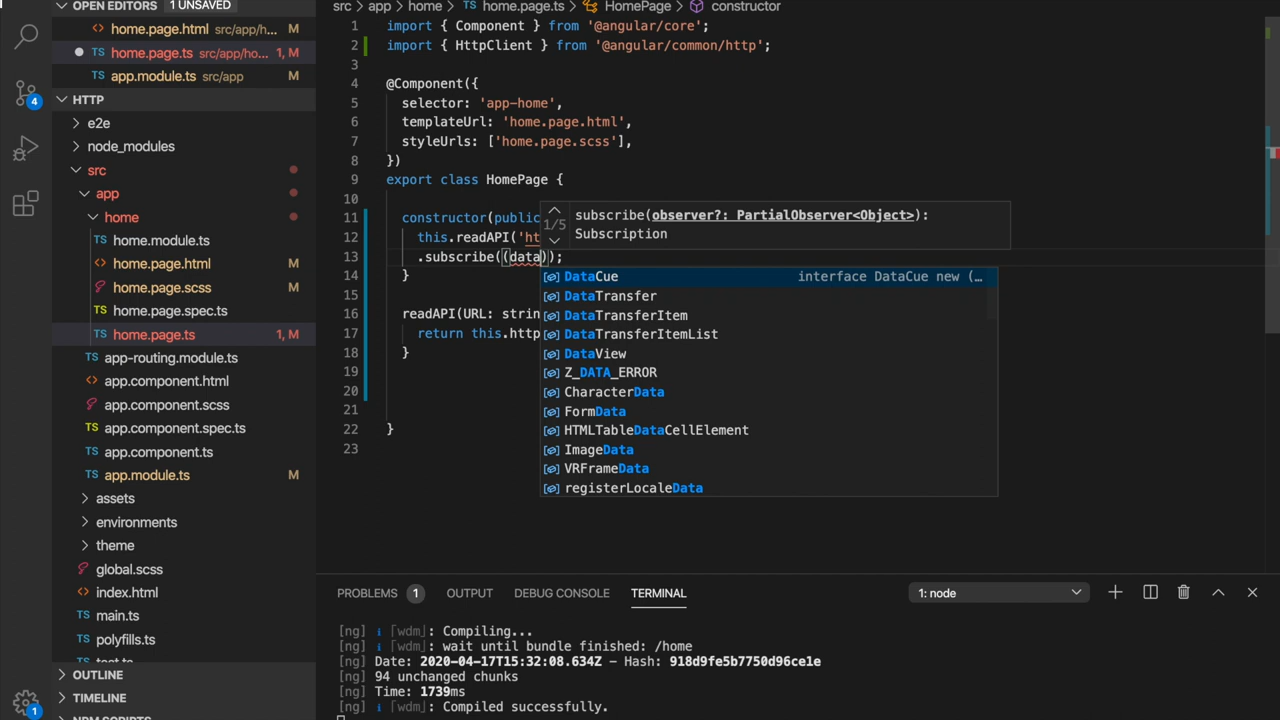 OPEN EDITORS 1 UNSAVED
home.page.html src/app/h...
home.page.ts src/app/ho... 1, M
app.module.ts src/app M
HTTP
e2e
node_modules
src
app
home
home.module.ts
home.page.html M
home.page.scss M
home.page.spec.ts
home.page.ts 1, M
app-routing.module.ts
app.component.html
app.component.scss
app.component.spec.ts
app.component.ts
app.module.ts M
assets
environments
theme
global.scss
index.html
main.ts
polyfills.ts
test.ts
OUTLINE
TIMELINE
NPM SCRIPTS
4
1
src > app > home > TS home.page.ts > HomePage > constructor
1 import { Component } from '@angular/core';
2 import { HttpClient } from '@angular/common/http';
3
4 @Component({
5 selector: 'app-home',
6 templateUrl: 'home.page.html',
7 styleUrls: ['home.page.scss'],
8 })
9 export class HomePage {
10
11 constructor(public
12 this.readAPI('ht
13 .subscribe((data));
14 }
15
16 readAPI(URL: strin
17 return this.http
18 }
19
20
21
22 }
23
1/5 subscribe(observer?: PartialObserver<Object>):
Subscription
DataCue interface DataCue new (…
DataTransfer
DataTransferItem
DataTransferItemList
DataView
Z_DATA_ERROR
CharacterData
FormData
HTMLTableDataCellElement
ImageData
VRFrameData
registerLocaleData
PROBLEMS 1 OUTPUT DEBUG CONSOLE TERMINAL 1: node
[ng] ℹ ｢wdm｣: Compiling...
[ng] ℹ ｢wdm｣: wait until bundle finished: /home
[ng] Date: 2020-04-17T15:32:08.634Z - Hash: 918d9fe5b7750d96ce1e
[ng] 94 unchanged chunks
[ng] Time: 1739ms
[ng] ℹ ｢wdm｣: Compiled successfully.